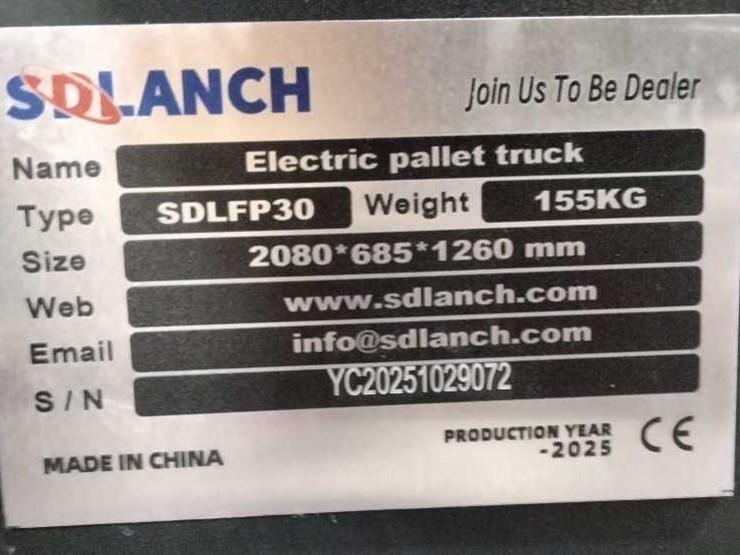 SDLANCH Join Us To Be Dealer
Name Electric pallet truck
Type SDLFP30 Weight 155KG
Size 2080*685*1260 mm
Web www.sdlanch.com
Email info@sdlanch.com
S/N YC20251029072
MADE IN CHINA
PRODUCTION YEAR
-2025
CE